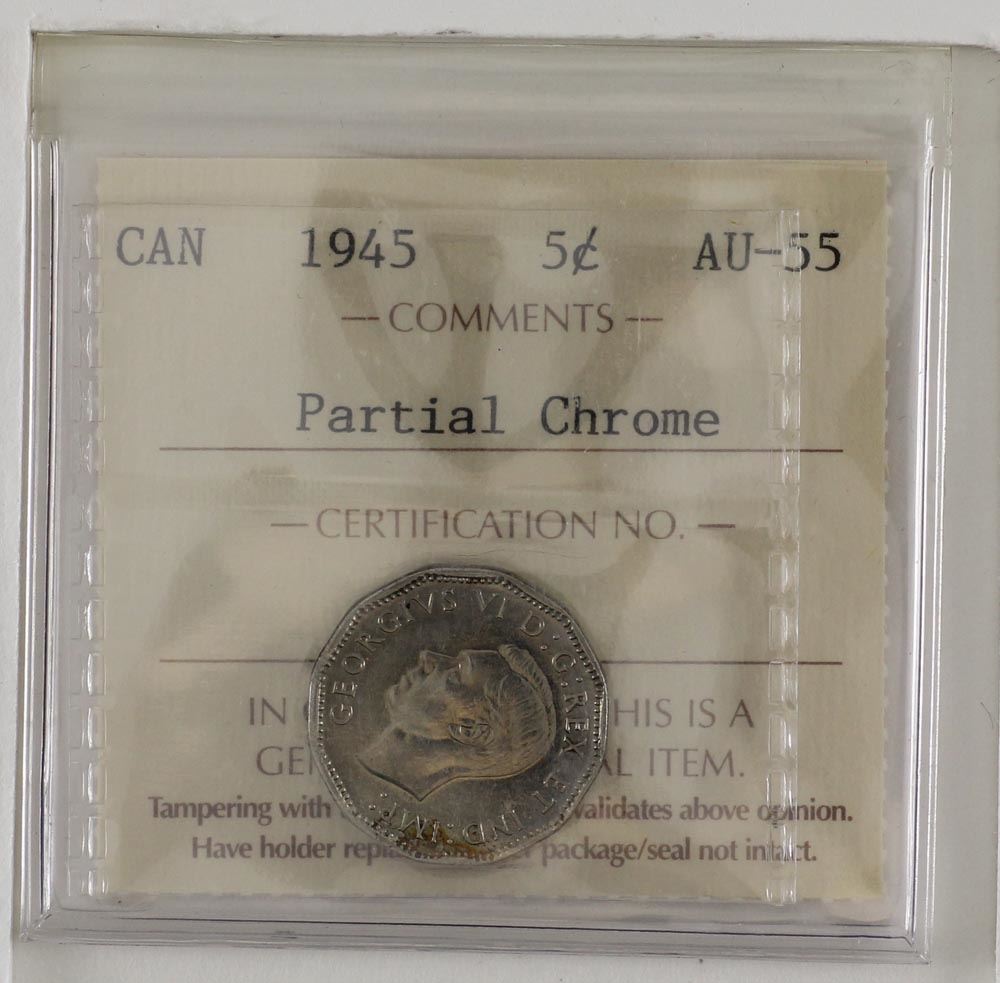 CAN 1945 5¢ AU-55
— COMMENTS —
Partial Chrome
— CERTIFICATION NO. —
GEORGIVS VI D:G:REX ET IND:IMP:
IN HIS IS A
GE AL ITEM.
Tampering with validates above opinion.
Have holder repla package/seal not intact.